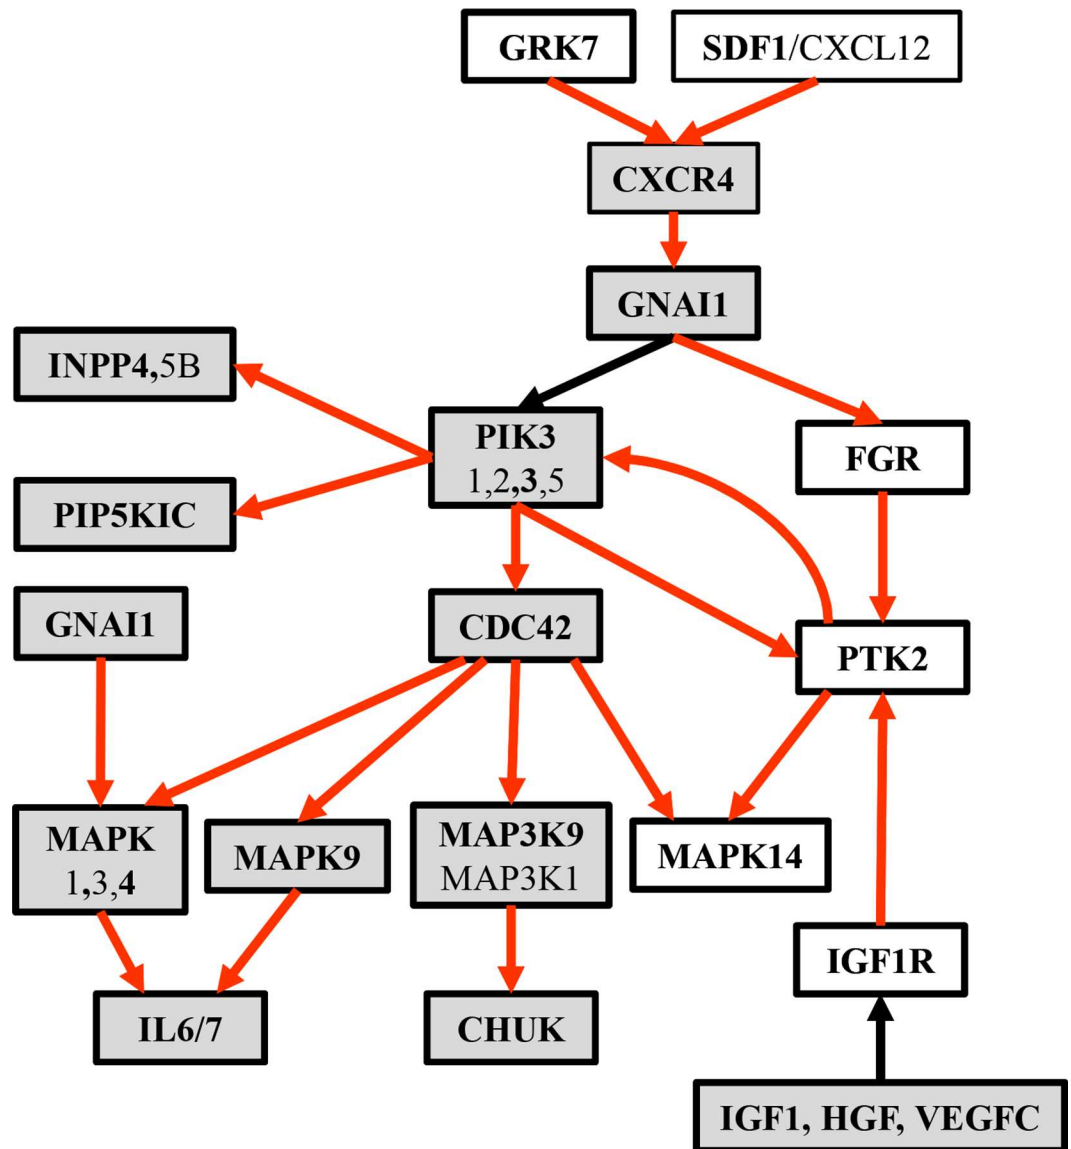 GRK7
SDF1/CXCL12
CXCR4
GNAI1
INPP4,5B
PIK3
1,2,3,5
FGR
PIP5KIC
GNAI1
CDC42
PTK2
MAPK
1,3,4
MAPK9
MAP3K9
MAP3K1
MAPK14
IGF1R
IL6/7
CHUK
IGF1, HGF, VEGFC